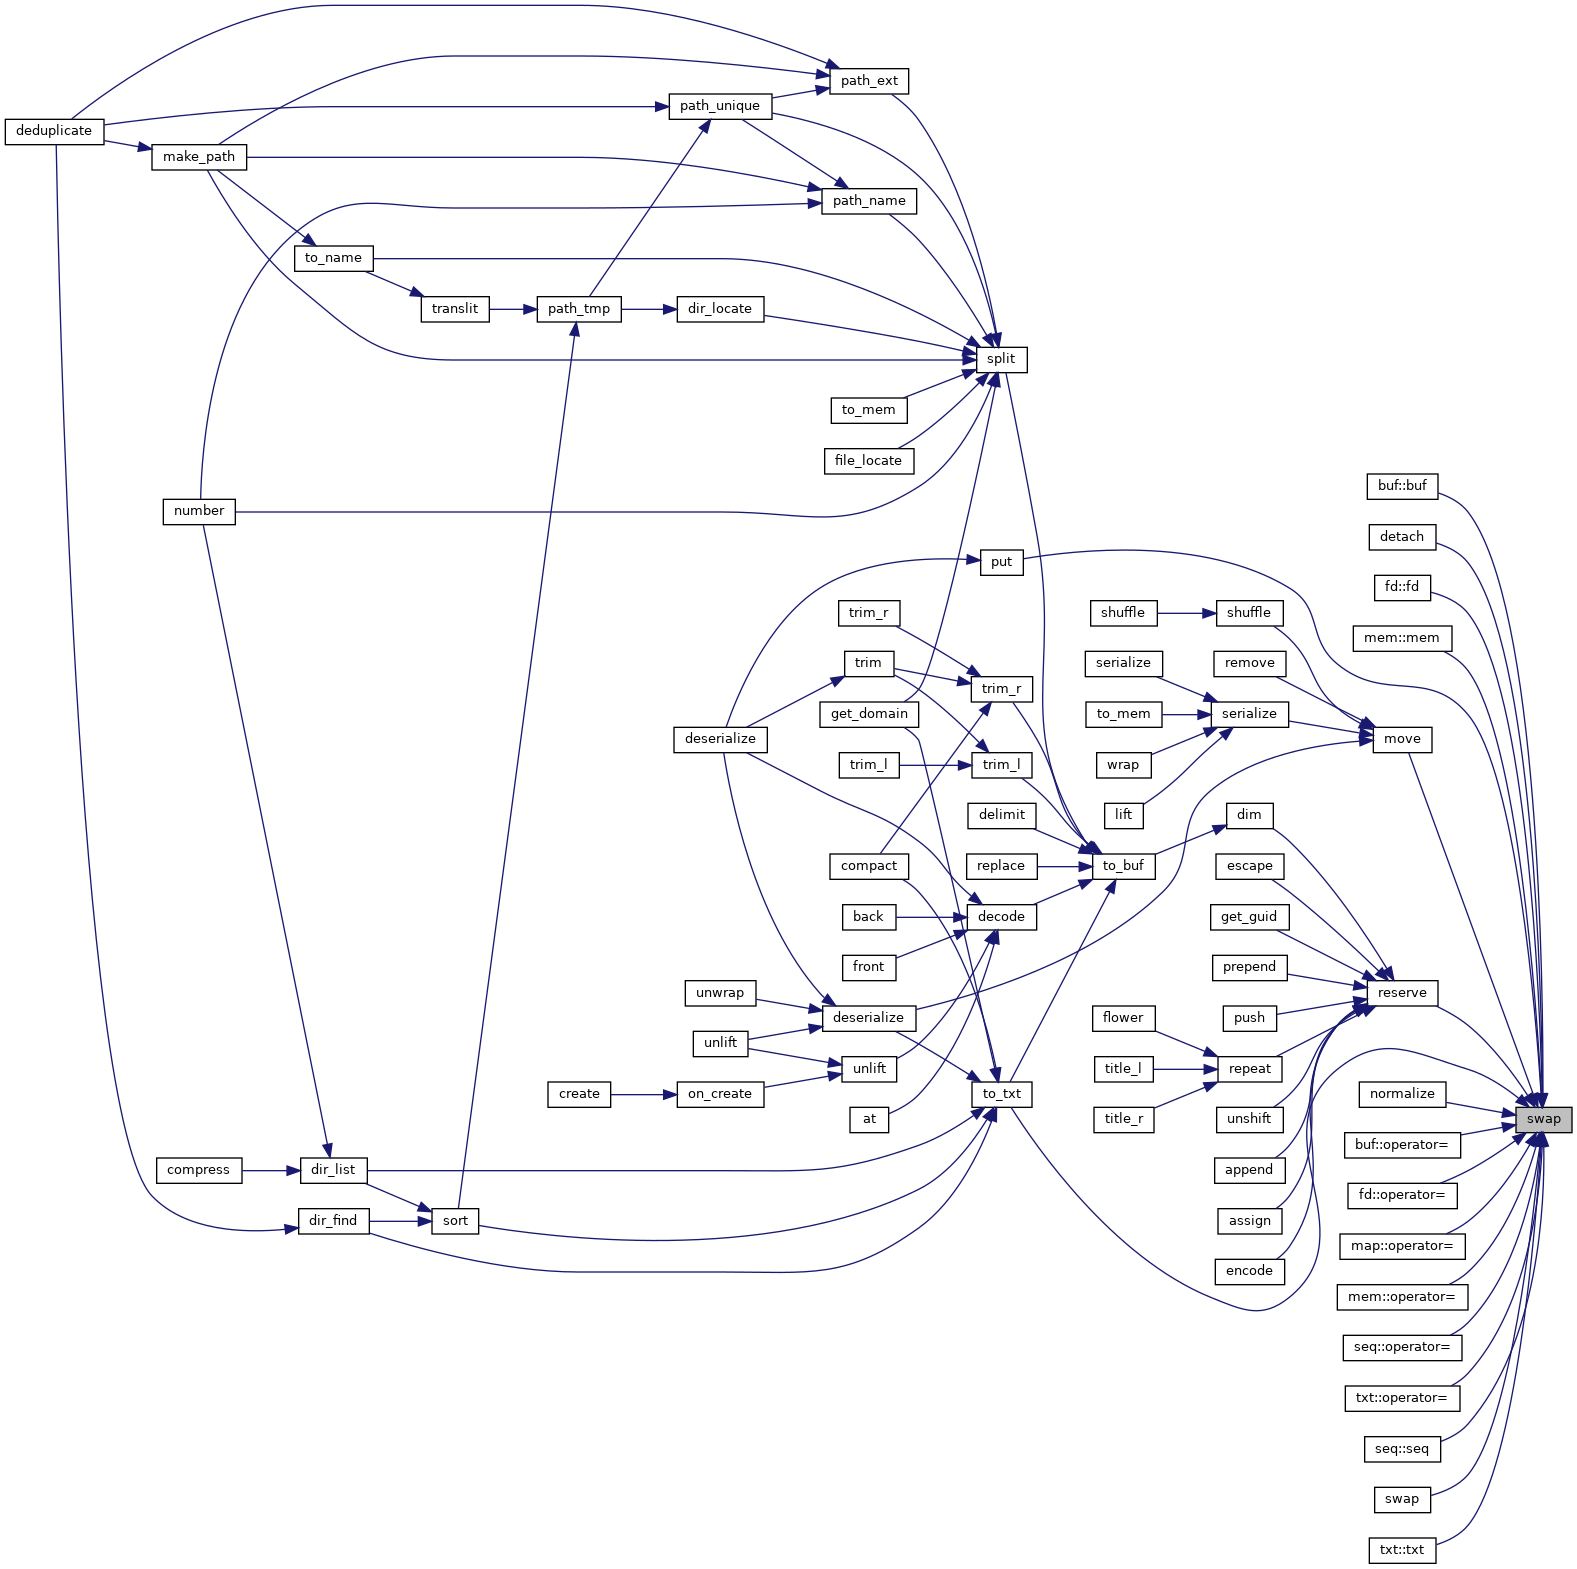 deduplicate
make_path
number
to_name
translit
path_tmp
path_unique
dir_locate
path_ext
path_name
split
to_mem
file_locate
put
trim_r
trim
get_domain
trim_r
deserialize
trim_l
trim_l
delimit
compact
replace
to_buf
back
decode
front
unwrap
deserialize
unlift
unlift
create
on_create
to_txt
at
compress
dir_list
dir_find
sort
shuffle
shuffle
serialize
remove
to_mem
serialize
wrap
lift
move
dim
escape
get_guid
prepend
push
reserve
flower
title_l
repeat
title_r
unshift
append
assign
encode
buf::buf
detach
fd::fd
mem::mem
normalize
swap
buf::operator=
fd::operator=
map::operator=
mem::operator=
seq::operator=
txt::operator=
seq::seq
swap
txt::txt